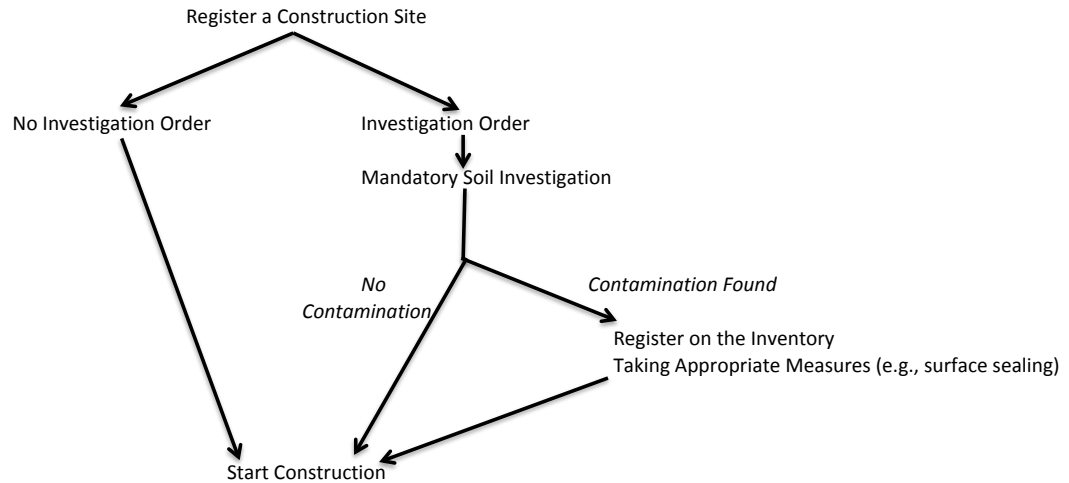 Register a Construction Site
No Investigation Order
Investigation Order
Mandatory Soil Investigation
No
Contamination
Contamination Found
Register on the Inventory
Taking Appropriate Measures (e.g., surface sealing)
Start Construction